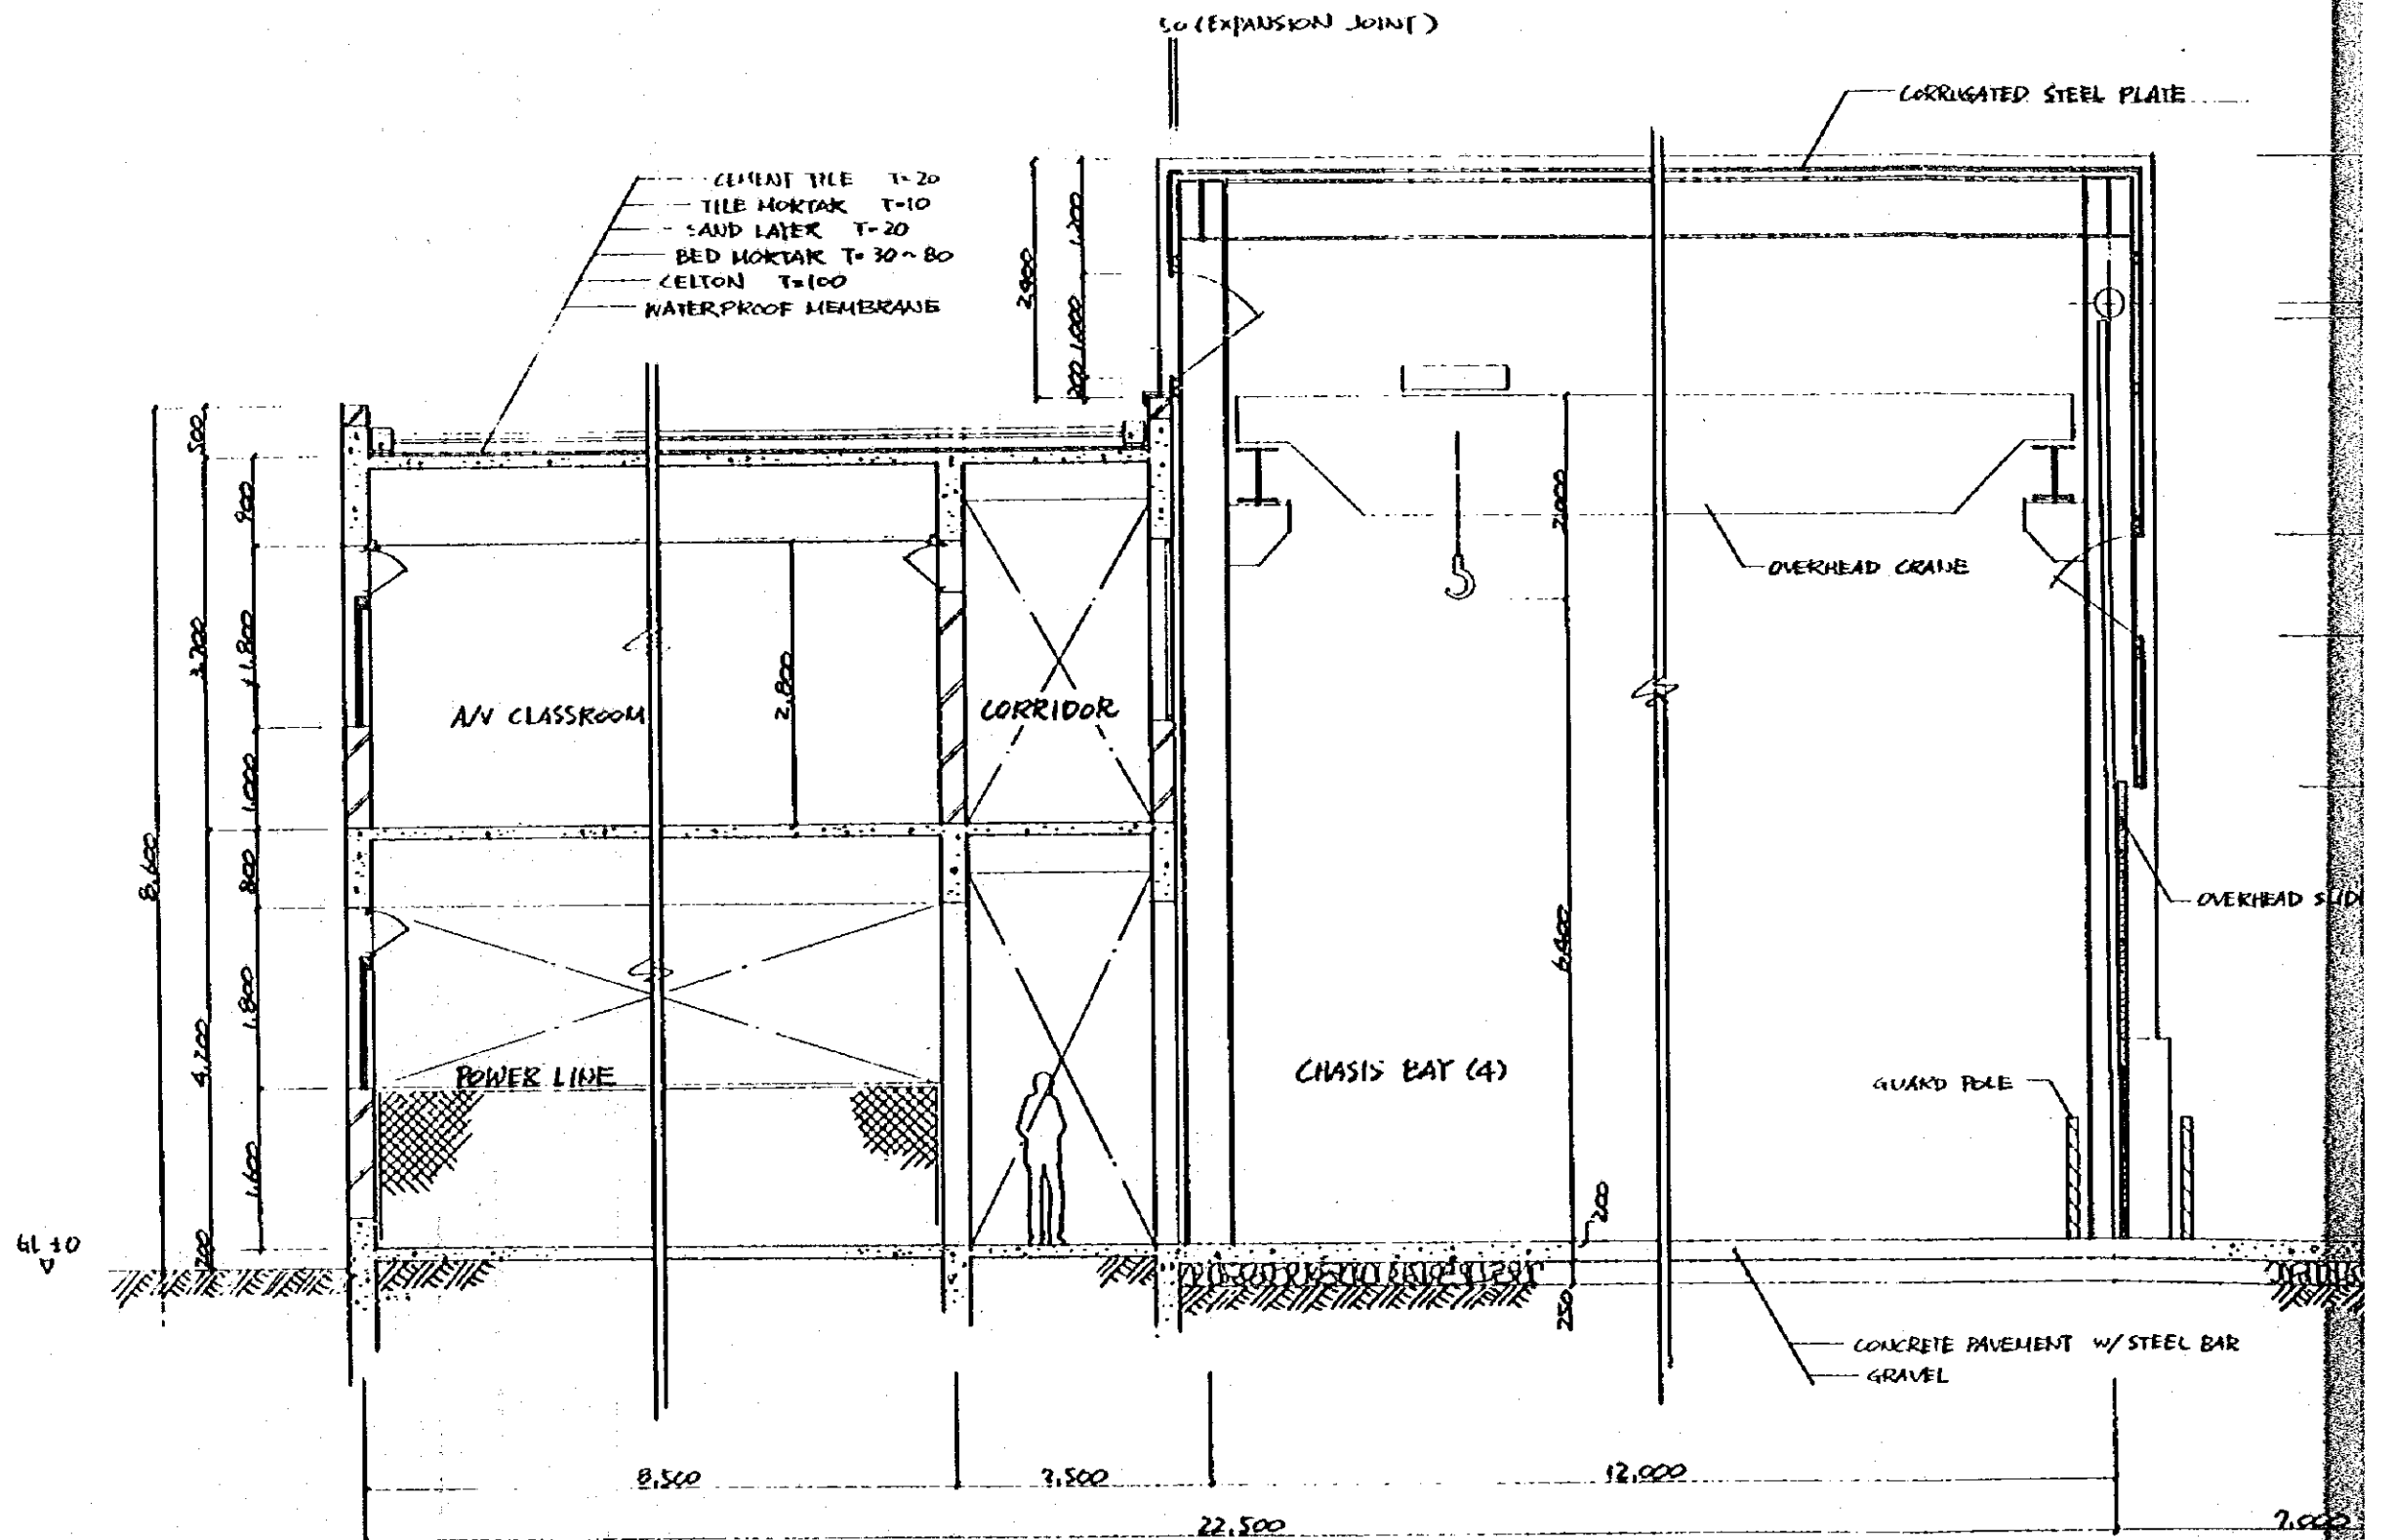 50 (EXPANSION JOINT)
CORRUGATED STEEL PLATE
CEMENT TILE T=20
TILE MORTAR T=10
SAND LAYER T=20
BED MORTAR T=30~80
CELTON T=100
WATERPROOF MEMBRANE
2,400
1,200
1,000
200
500
900
2,000
OVERHEAD CRANE
3,700
1,800
2,800
A/V CLASSROOM
CORRIDOR
1,000
8,600
800
6,400
OVERHEAD SLID
4,200
1,800
POWER LINE
CHASIS BAY (4)
GUARD POLE
1,600
200
GL ±0
200
250
CONCRETE PAVEMENT W/ STEEL BAR
GRAVEL
8,500
12,000
22,500